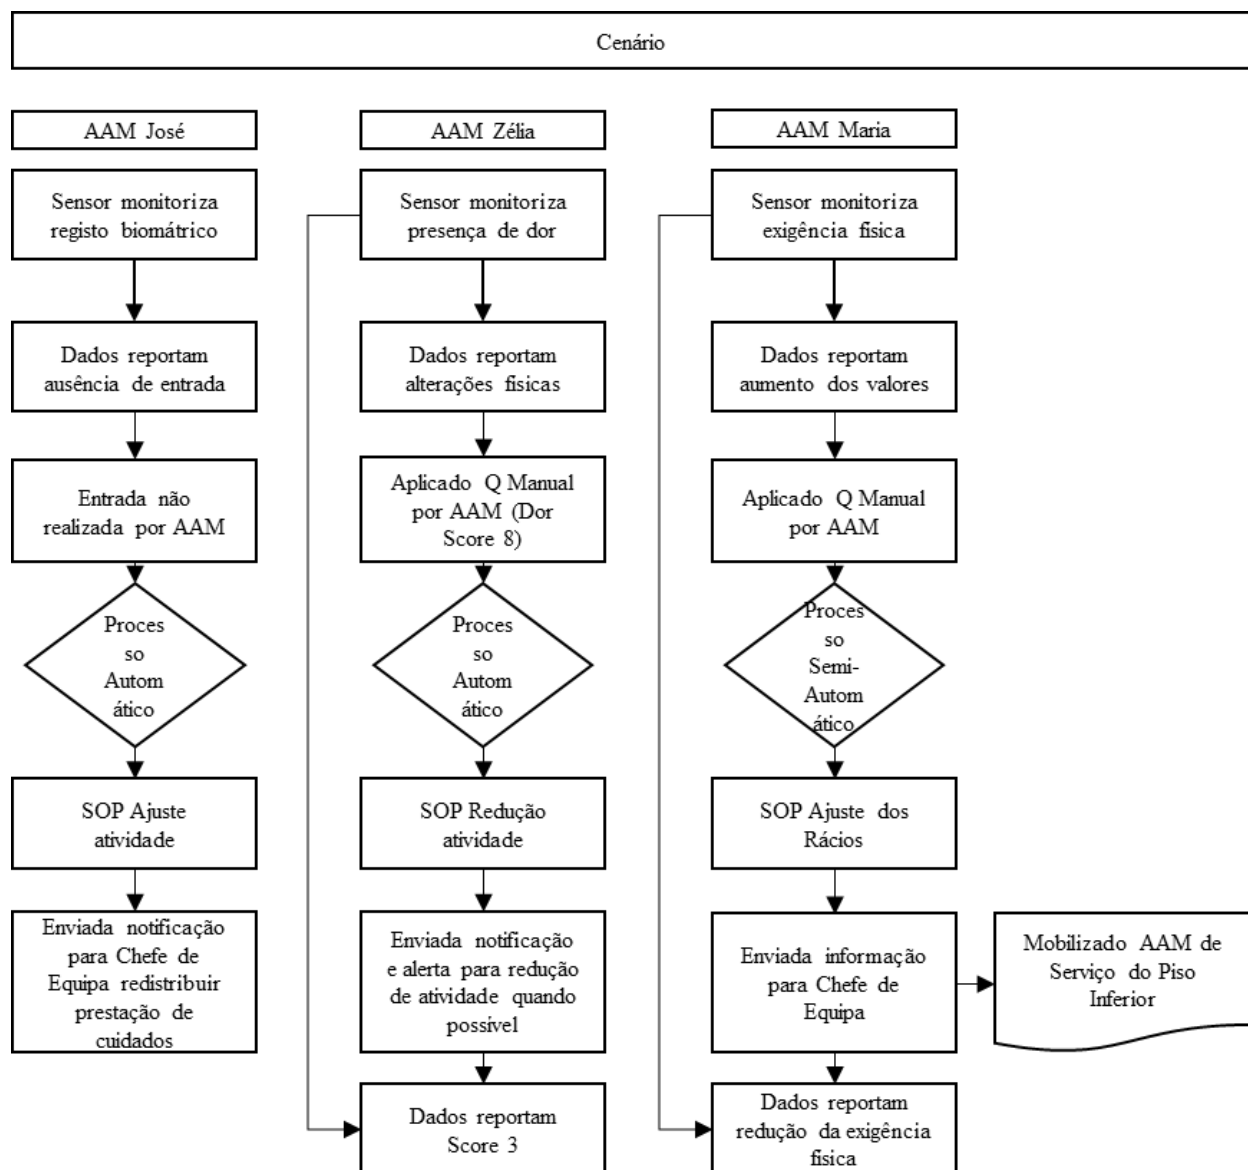 Cenário
AAM José
Sensor monitoriza
registo biomátrico
Dados reportam
ausência de entrada
Entrada não
realizada por AAM
Proces
so
Autom
ático
SOP Ajuste
atividade
Enviada notificação
para Chefe de
Equipa redistribuir
prestação de
cuidados
AAM Zélia
Sensor monitoriza
presença de dor
Dados reportam
alterações físicas
Aplicado Q Manual
por AAM (Dor
Score 8)
Proces
so
Autom
ático
SOP Redução
atividade
Enviada notificação
e alerta para redução
de atividade quando
possível
Dados reportam
Score 3
AAM Maria
Sensor monitoriza
exigência física
Dados reportam
aumento dos valores
Aplicado Q Manual
por AAM
Proces
so
Semi-
Autom
ático
SOP Ajuste dos
Rácios
Enviada informação
para Chefe de
Equipa
Mobilizado AAM de
Serviço do Piso
Inferior
Dados reportam
redução da exigência
física